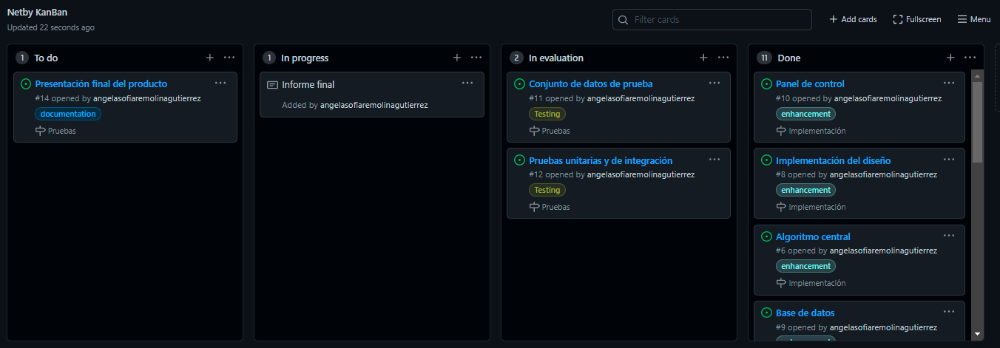 Netby KanBan
Updated 22 seconds ago
Filter cards
Add cards
Fullscreen
Menu
1 To do
Presentación final del producto
#14 opened by angelasofiaremolinagutierrez
documentation
Pruebas
1 In progress
Informe final
Added by angelasofiaremolinagutierrez
2 In evaluation
Conjunto de datos de prueba
#11 opened by angelasofiaremolinagutierrez
Testing
Pruebas
Pruebas unitarias y de integración
#12 opened by angelasofiaremolinagutierrez
Testing
Pruebas
11 Done
Panel de control
#10 opened by angelasofiaremolinagutierrez
enhancement
Implementación
Implementación del diseño
#8 opened by angelasofiaremolinagutierrez
enhancement
Implementación
Algoritmo central
#6 opened by angelasofiaremolinagutierrez
enhancement
Implementación
Base de datos
#9 opened by angelasofiaremolinagutierrez
enhancement